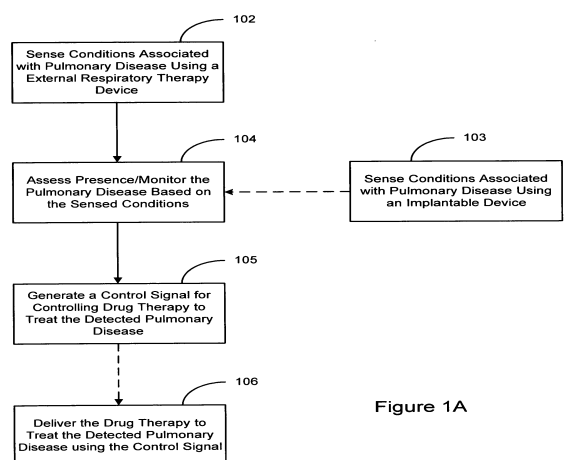 102
Sense Conditions Associated
with Pulmonary Disease Using a
External Respiratory Therapy
Device
104
Assess Presence/Monitor the
Pulmonary Disease Based on
the Sensed Conditions
103
Sense Conditions Associated
with Pulmonary Disease Using
an Implantable Device
105
Generate a Control Signal for
Controlling Drug Therapy to
Treat the Detected Pulmonary
Disease
106
Deliver the Drug Therapy to
Treat the Detected Pulmonary
Disease using the Control Signal
Figure 1A